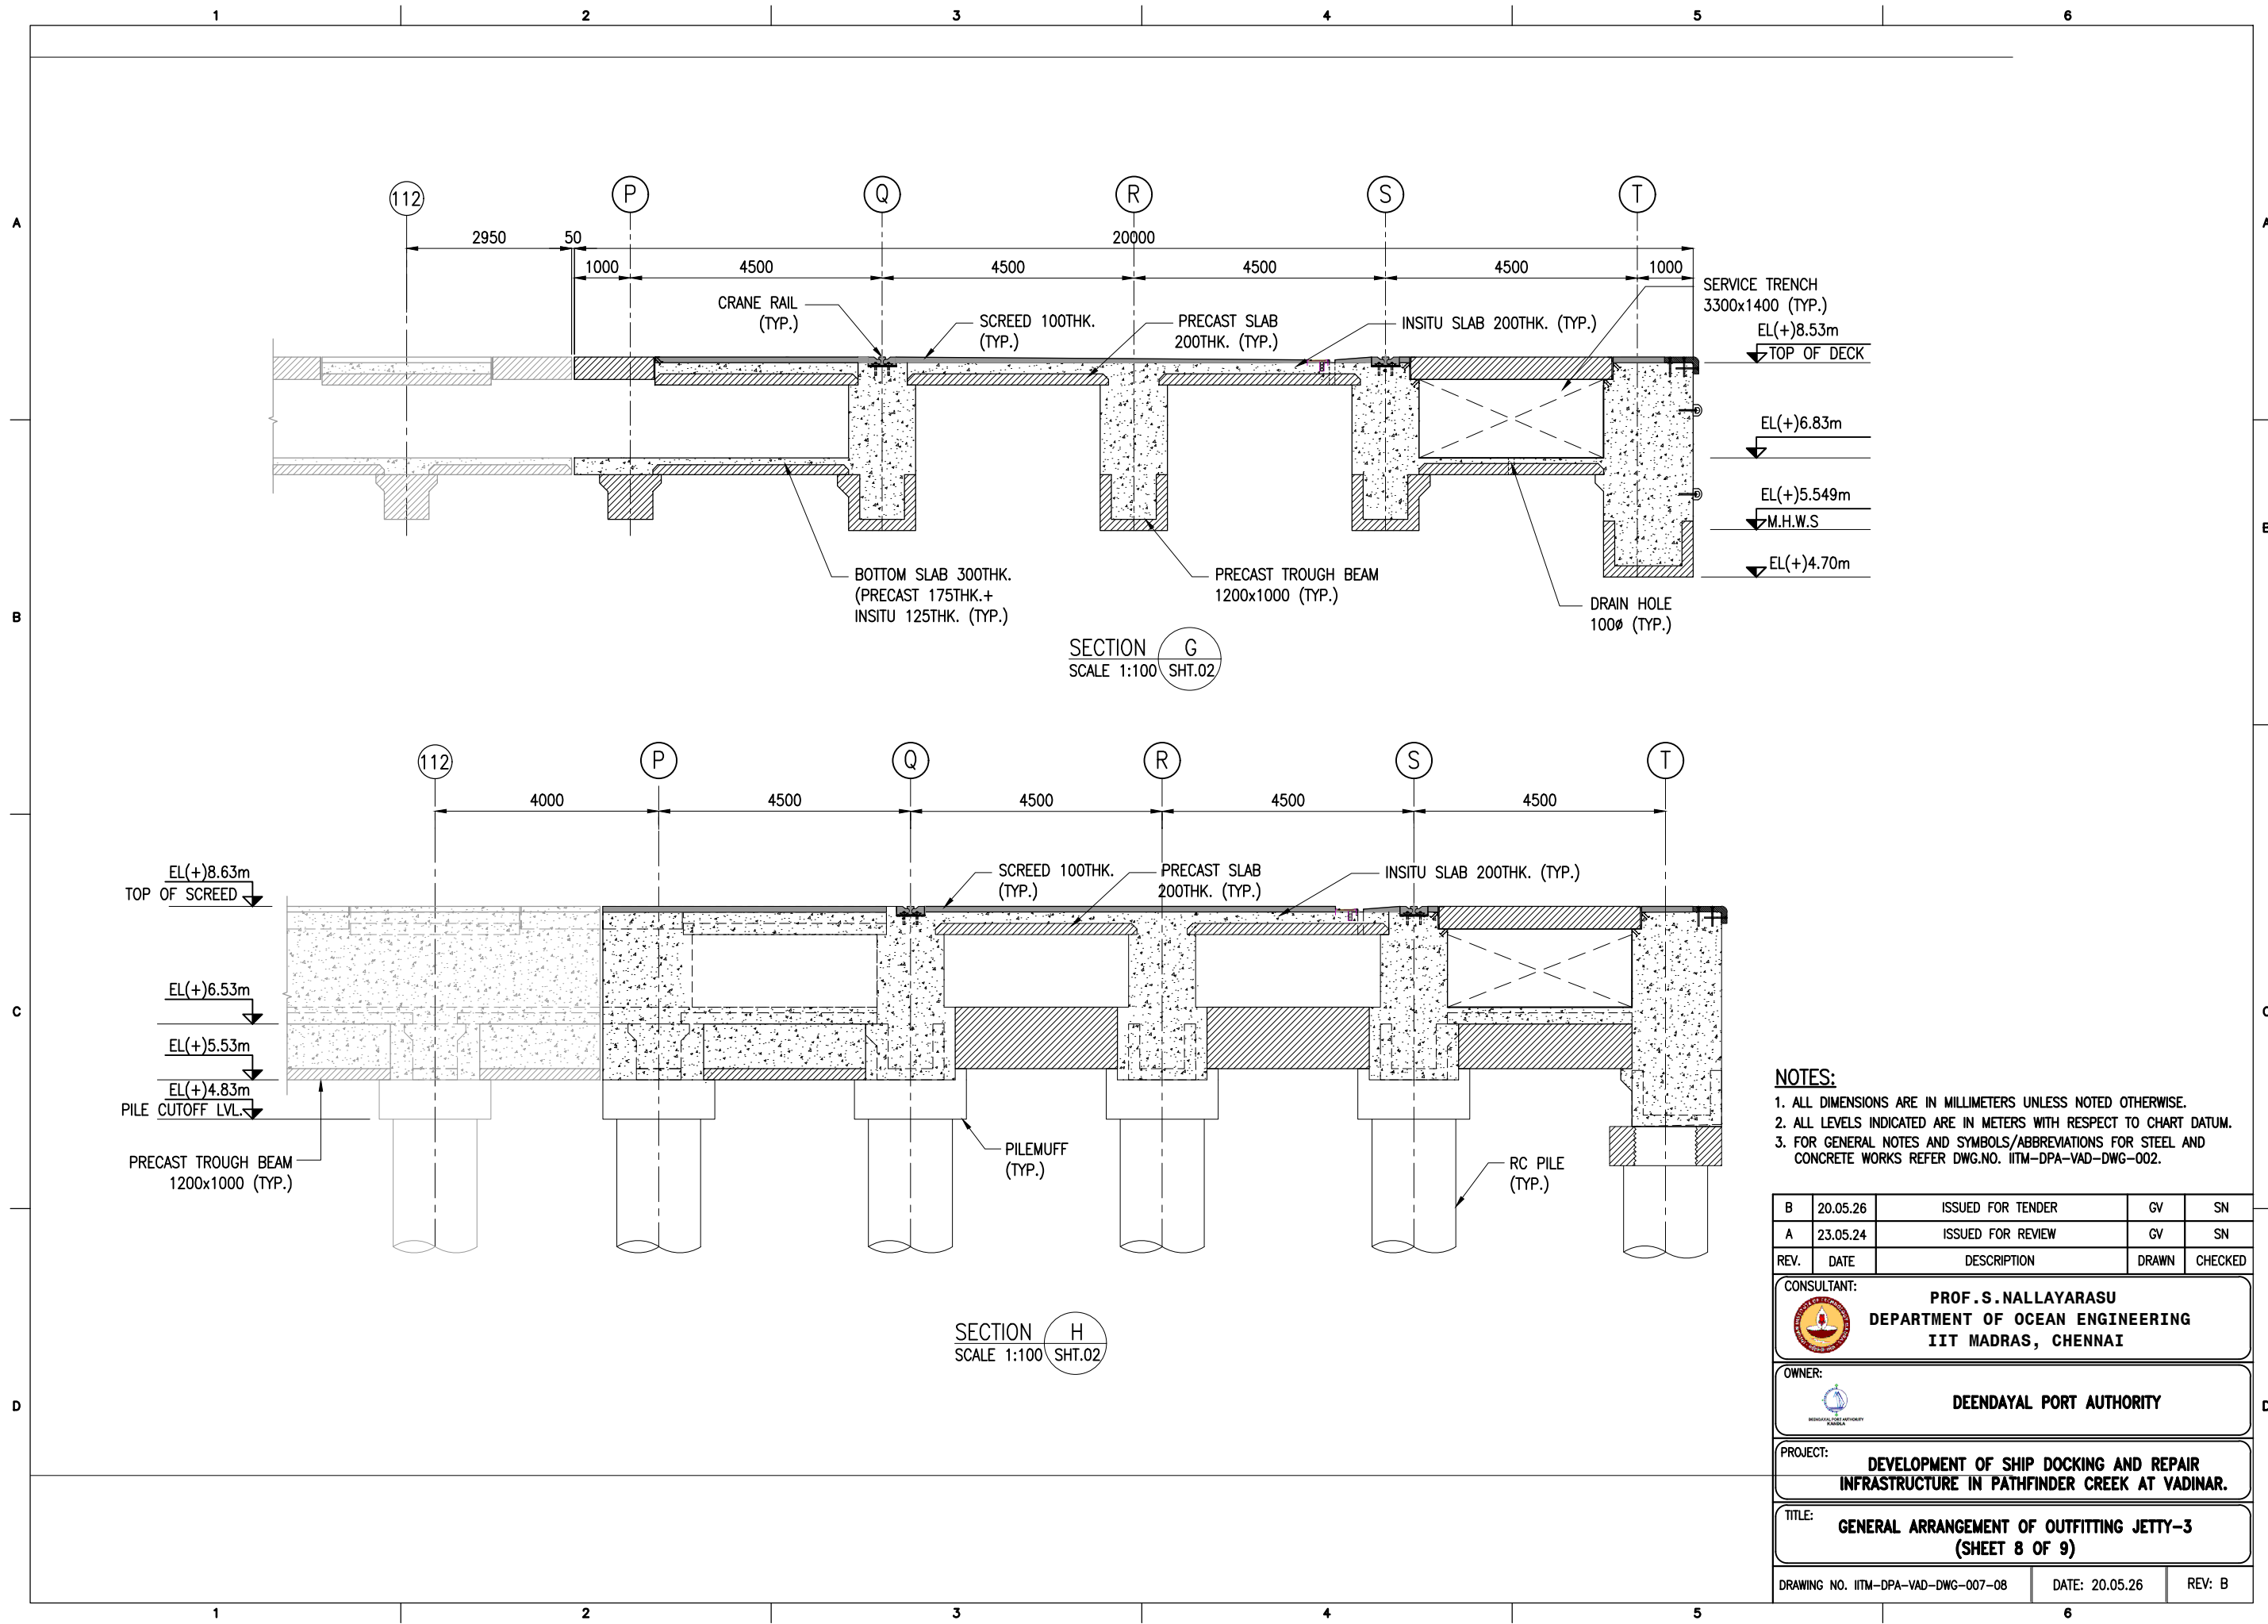 1 2 3 4 5 6
A A
B B
C C
D D
112 P Q R S T
2950 50 20000
1000 4500 4500 4500 4500 1000
CRANE RAIL
(TYP.)
SCREED 100THK.
(TYP.)
PRECAST SLAB
200THK. (TYP.)
INSITU SLAB 200THK. (TYP.)
SERVICE TRENCH
3300x1400 (TYP.)
EL(+)8.53m
TOP OF DECK
EL(+)6.83m
EL(+)5.549m
M.H.W.S
EL(+)4.70m
BOTTOM SLAB 300THK.
(PRECAST 175THK.+
INSITU 125THK. (TYP.)
PRECAST TROUGH BEAM
1200x1000 (TYP.)
DRAIN HOLE
100ø (TYP.)
SECTION G
SCALE 1:100 SHT.02
112 P Q R S T
4000 4500 4500 4500 4500
EL(+)8.63m
TOP OF SCREED
SCREED 100THK.
(TYP.)
PRECAST SLAB
200THK. (TYP.)
INSITU SLAB 200THK. (TYP.)
EL(+)6.53m
EL(+)5.53m
EL(+)4.83m
PILE CUTOFF LVL.
PRECAST TROUGH BEAM
1200x1000 (TYP.)
PILEMUFF
(TYP.)
RC PILE
(TYP.)
SECTION H
SCALE 1:100 SHT.02
NOTES:
1. ALL DIMENSIONS ARE IN MILLIMETERS UNLESS NOTED OTHERWISE.
2. ALL LEVELS INDICATED ARE IN METERS WITH RESPECT TO CHART DATUM.
3. FOR GENERAL NOTES AND SYMBOLS/ABBREVIATIONS FOR STEEL AND
CONCRETE WORKS REFER DWG.NO. IITM-DPA-VAD-DWG-002.
B 20.05.26 ISSUED FOR TENDER GV SN
A 23.05.24 ISSUED FOR REVIEW GV SN
REV. DATE DESCRIPTION DRAWN CHECKED
CONSULTANT:
PROF.S.NALLAYARASU
DEPARTMENT OF OCEAN ENGINEERING
IIT MADRAS, CHENNAI
OWNER:
DEENDAYAL PORT AUTHORITY
KANDLA
DEENDAYAL PORT AUTHORITY
PROJECT:
DEVELOPMENT OF SHIP DOCKING AND REPAIR
INFRASTRUCTURE IN PATHFINDER CREEK AT VADINAR.
TITLE:
GENERAL ARRANGEMENT OF OUTFITTING JETTY-3
(SHEET 8 OF 9)
DRAWING NO. IITM-DPA-VAD-DWG-007-08 DATE: 20.05.26 REV: B
1 2 3 4 5 6